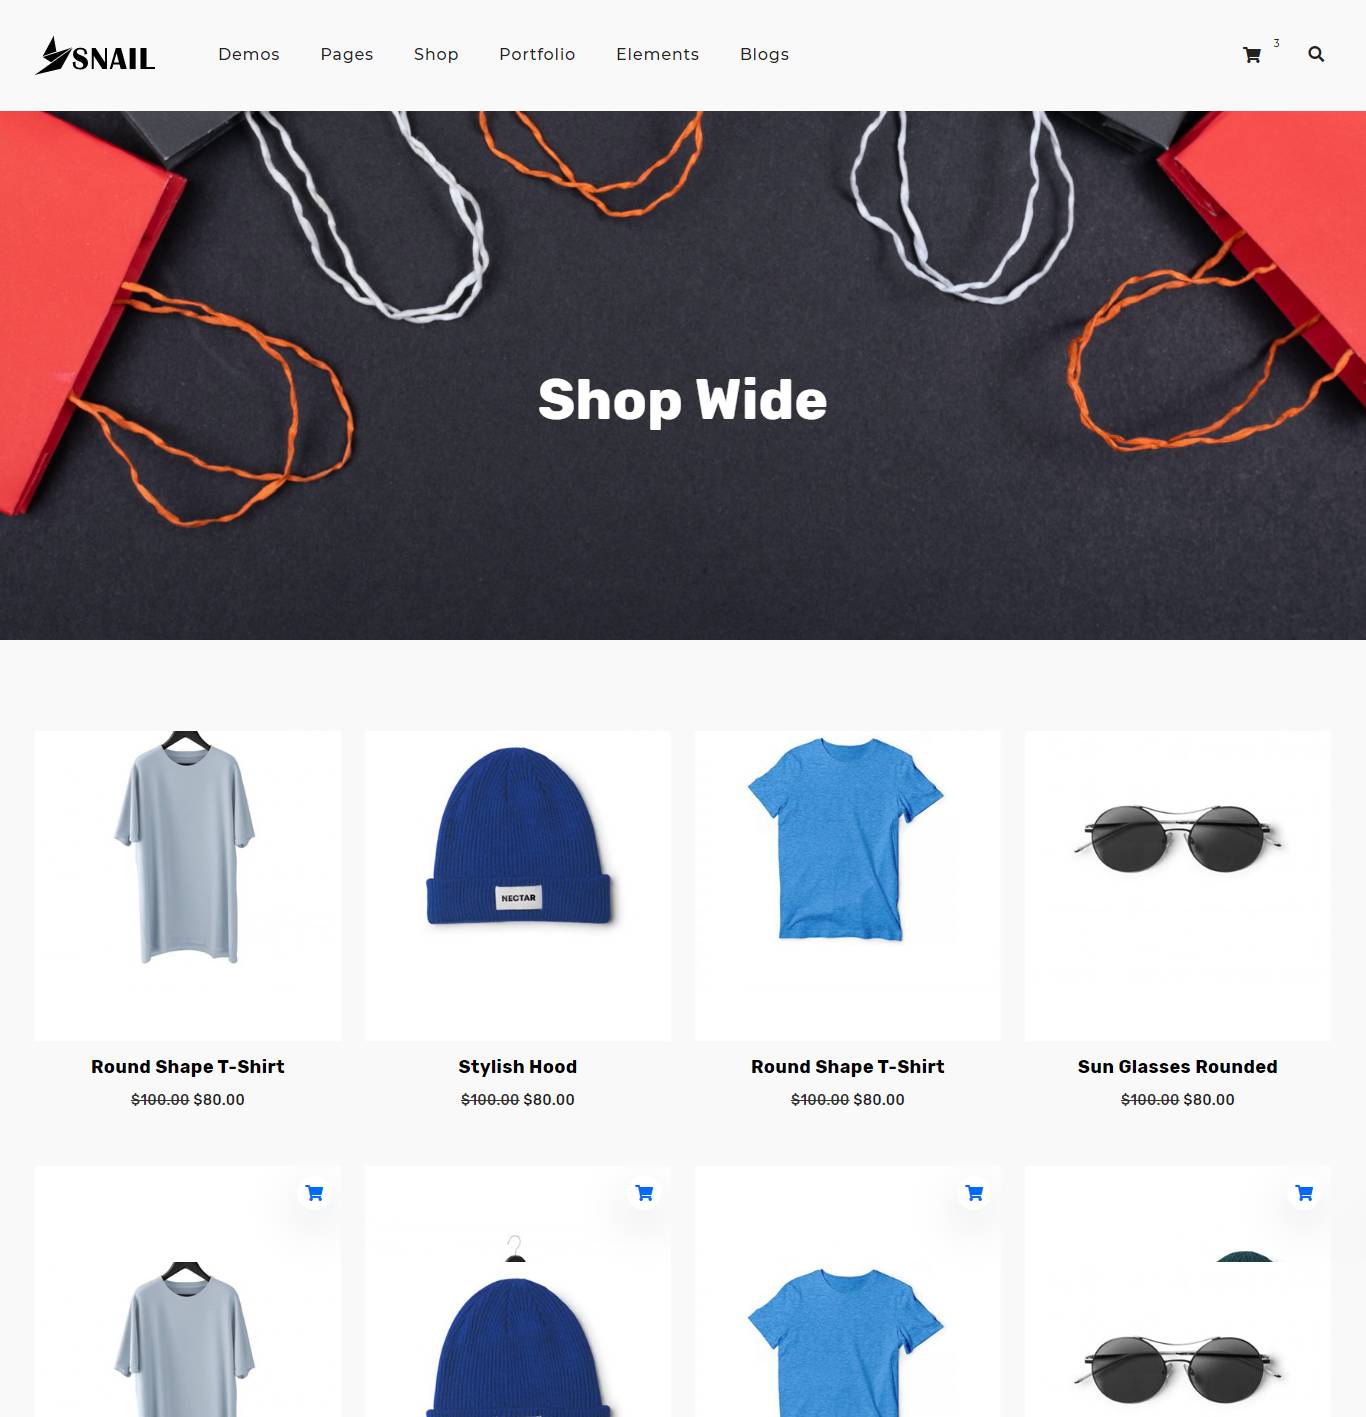 SNAIL
Demos
Pages
Shop
Portfolio
Elements
Blogs
3
Shop Wide
NECTAR
Round Shape T-Shirt
Stylish Hood
Round Shape T-Shirt
Sun Glasses Rounded
$100.00 $80.00
$100.00 $80.00
$100.00 $80.00
$100.00 $80.00